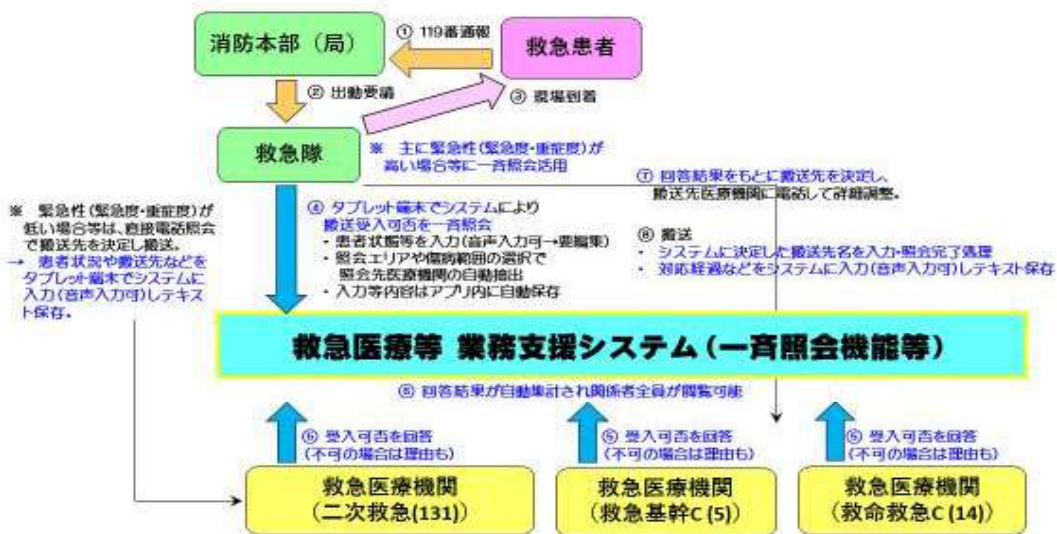 消防本部（局）
① 119番通報
救急患者
② 出動要請
③ 現場到着
救急隊
※　主に緊急性（緊急度・重症度）が
高い場合等に一斉照会活用
⑦ 回答結果をもとに搬送先を決定し、
搬送先医療機関に電話して詳細調整。
※　緊急性（緊急度・重症度）が
低い場合等は、直接電話照会
で搬送先を決定し搬送。
→　患者状況や搬送先などを
タブレット端末でシステムに
入力（音声入力可）しテキス
ト保存。
④ タブレット端末でシステムにより
搬送受入可否を一斉照会
・ 患者状態等を入力（音声入力可→要編集）
・ 照会エリアや傷病範囲の選択で
照会先医療機関の自動抽出
・ 入力等内容はアプリ内に自動保存
⑧ 搬送
・ システムに決定した搬送先名を入力・照会完了処理
・ 対応経過などをシステムに入力（音声入力可）しテキスト保存
救急医療等 業務支援システム（一斉照会機能等）
⑥ 回答結果が自動集計され関係者全員が閲覧可能
⑤ 受入可否を回答
（不可の場合は理由も）
⑤ 受入可否を回答
（不可の場合は理由も）
⑤ 受入可否を回答
（不可の場合は理由も）
救急医療機関
（二次救急(131)）
救急医療機関
（救急基幹C (5)）
救急医療機関
（救命救急C (14)）